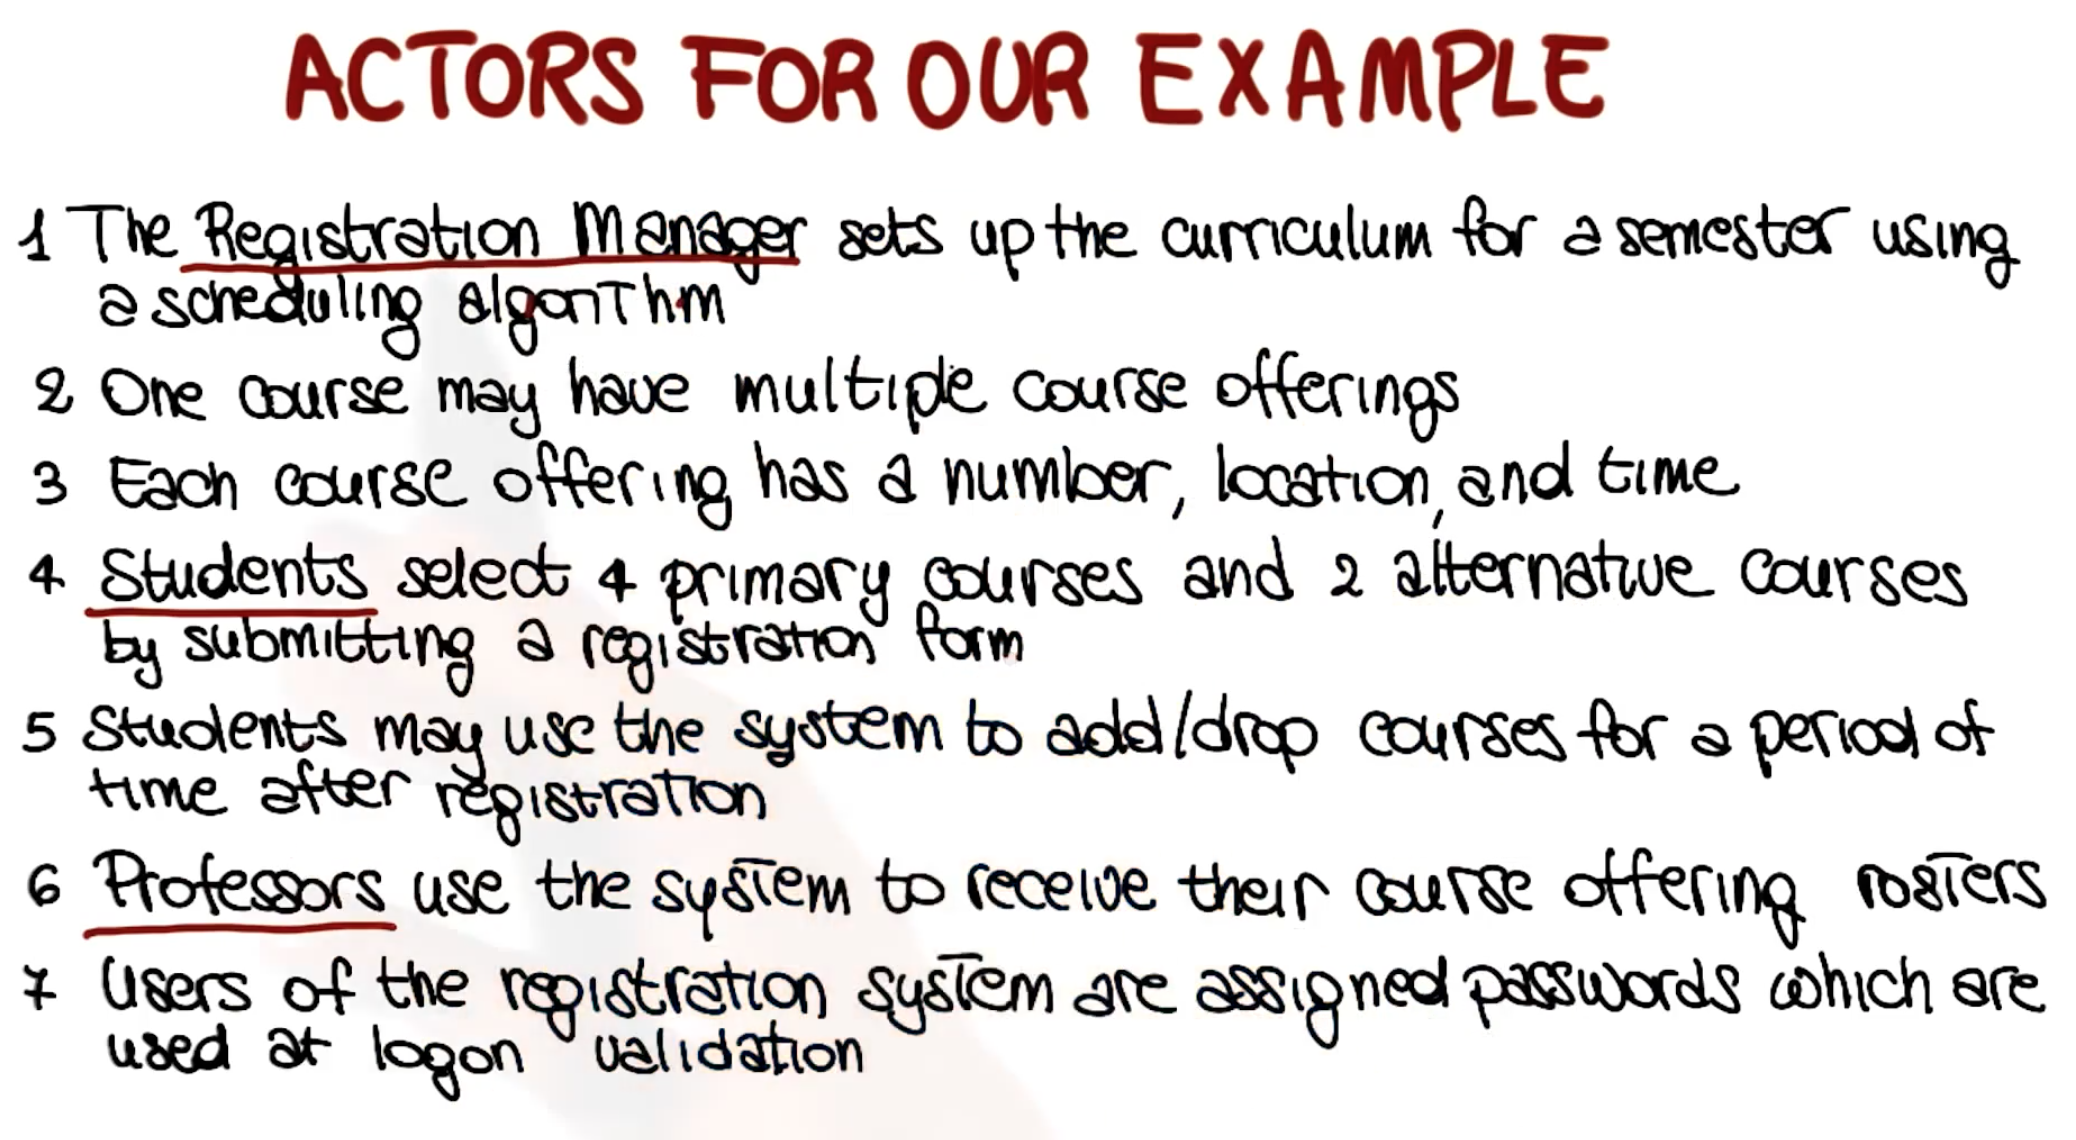 ACTORS FOR OUR EXAMPLE
1 The Registration Manager sets up the curriculum for a semester using
a scheduling algorithm
2 One course may have multiple course offerings
3 Each course offering has a number, location, and time
4 Students select 4 primary courses and 2 alternative courses
by submitting a registration form
5 Students may use the system to add/drop courses for a period of
time after registration
6 Professors use the system to receive their course offering rosters
7 Users of the registration system are assigned passwords which are
used at logon validation